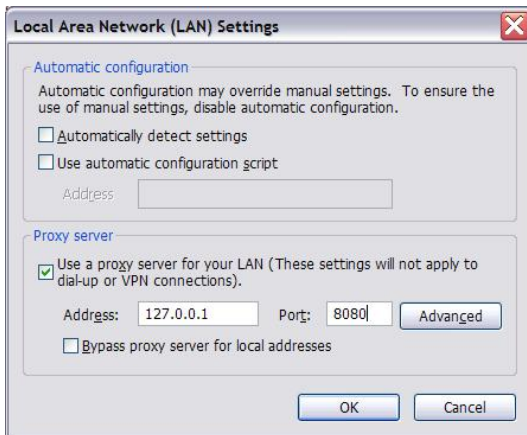 Local Area Network (LAN) Settings
Automatic configuration
Automatic configuration may override manual settings. To ensure the
use of manual settings, disable automatic configuration.
Automatically detect settings
Use automatic configuration script
Address
Proxy server
Use a proxy server for your LAN (These settings will not apply to
dial-up or VPN connections).
Address: 127.0.0.1 Port: 8080 Advanced
Bypass proxy server for local addresses
OK Cancel